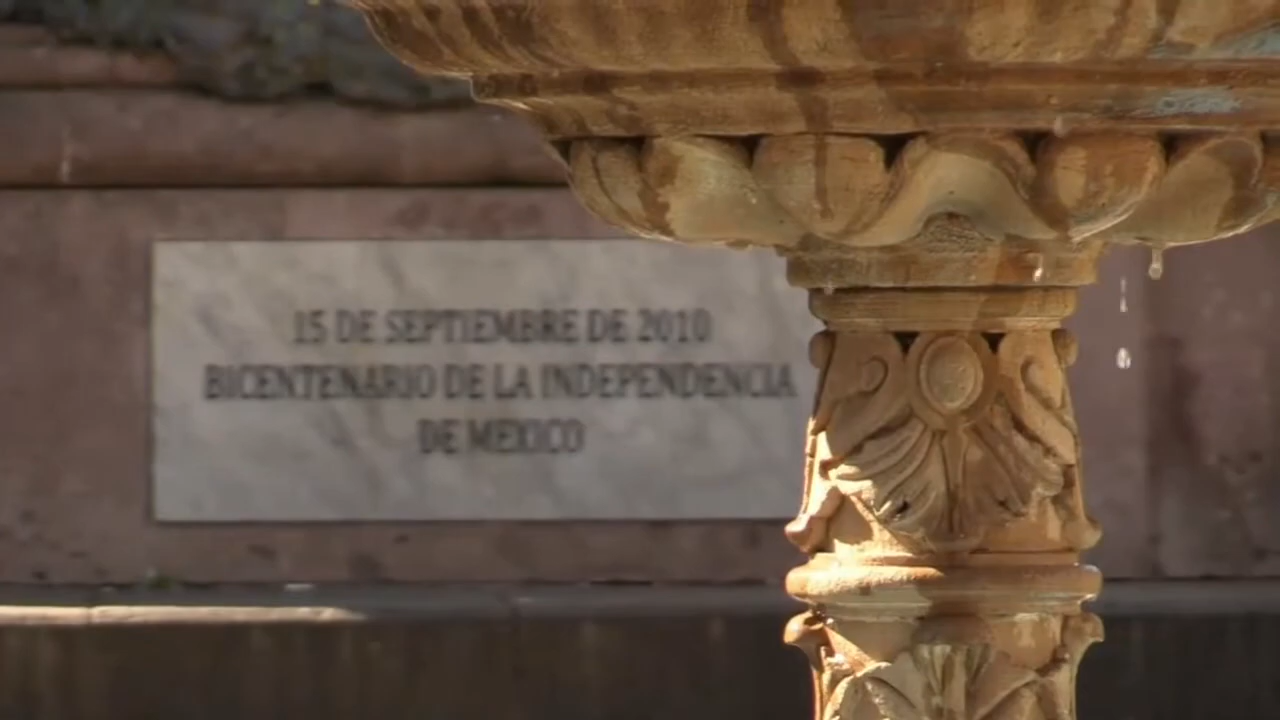 15 DE SEPTIEMBRE DE 2010
BICENTENARIO DE LA INDEPENDENCIA
DE MEXICO